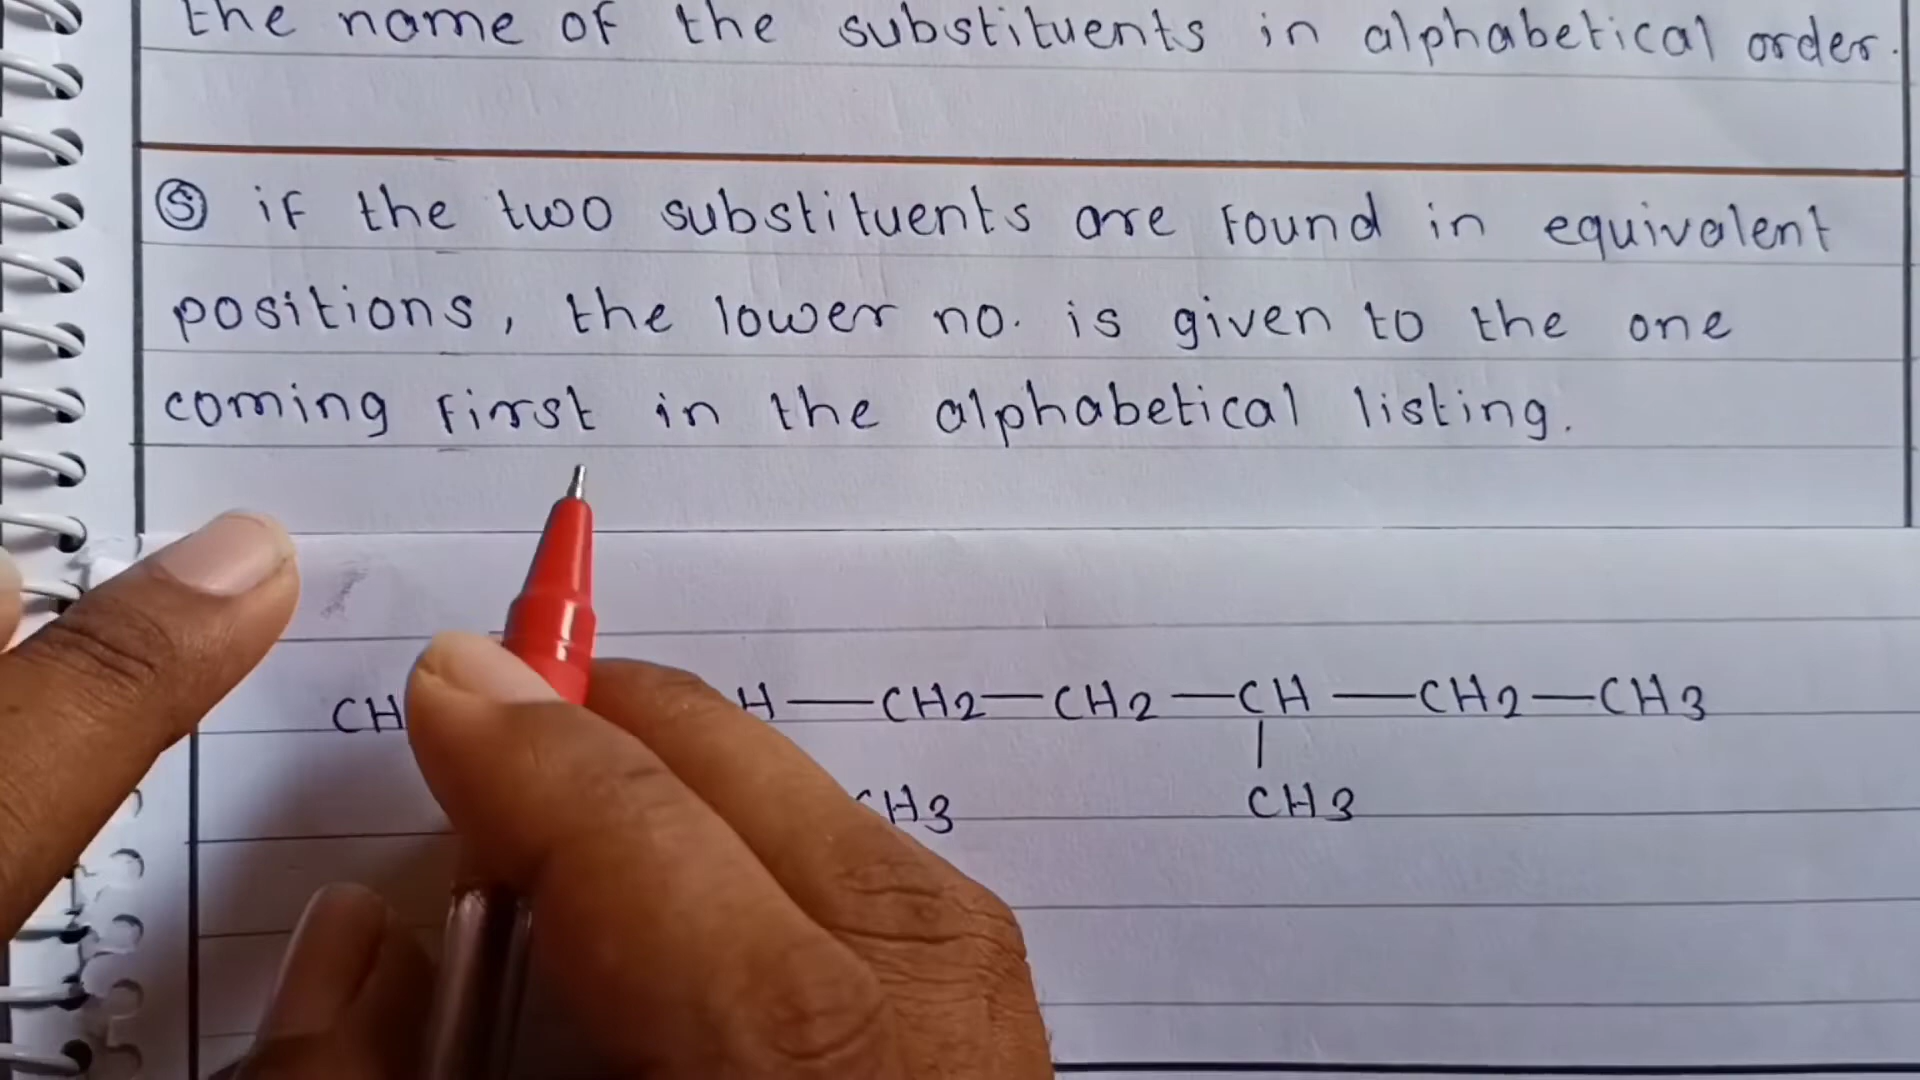 the name of the substituents in alphabetical order.
⑤ if the two substituents are found in equivalent
positions, the lower no. is given to the one
coming first in the alphabetical listing.
CH H—CH2—CH2—CH—CH2—CH3
|
H3 CH3